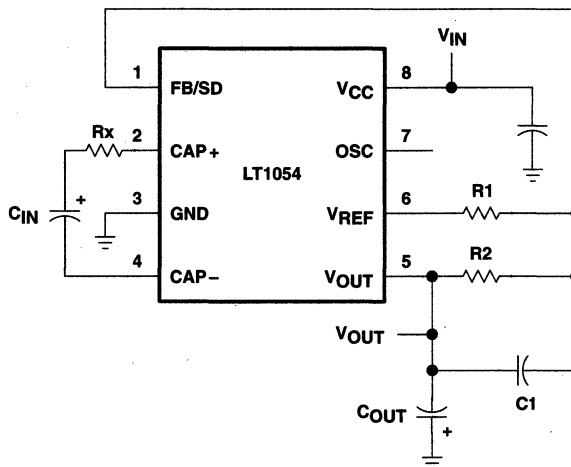 VIN
1
FB/SD
VCC
8
Rx
2
CAP+
OSC
7
LT1054
+
CIN
3
GND
VREF
6
R1
4
CAP−
VOUT
5
R2
VOUT
C1
COUT
+